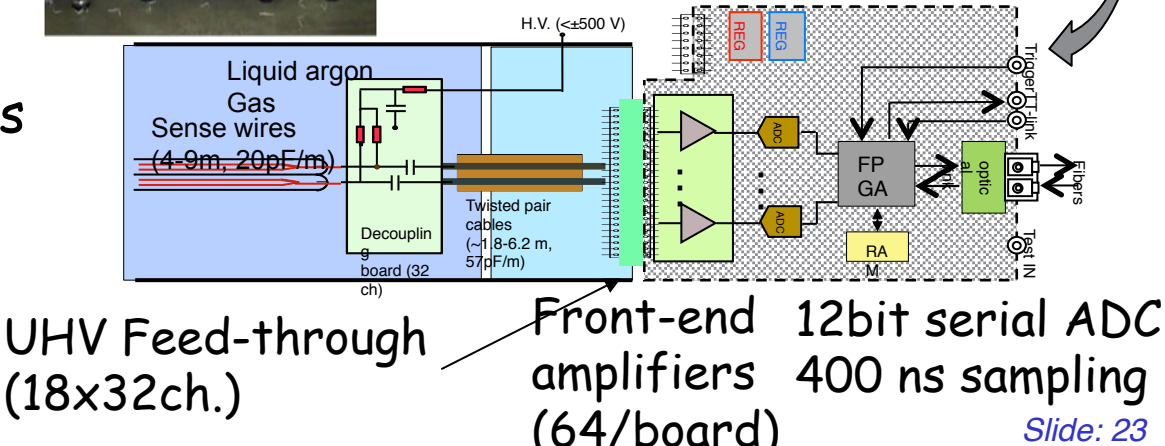 H.V. (<±500 V)
REG
REG
Liquid argon
Gas
s
Sense wires
(4-9m, 20pF/m)
ADC
ADC
FP
GA
optic
al
RA
M
Trigger
TT-link
Fibers
Test IN
Twisted pair
cables
(~1.8-6.2 m,
57pF/m)
Decouplin
g
board (32
ch)
UHV Feed-through
(18x32ch.)
Front-end
amplifiers
(64/board)
12bit serial ADC
400 ns sampling
Slide: 23